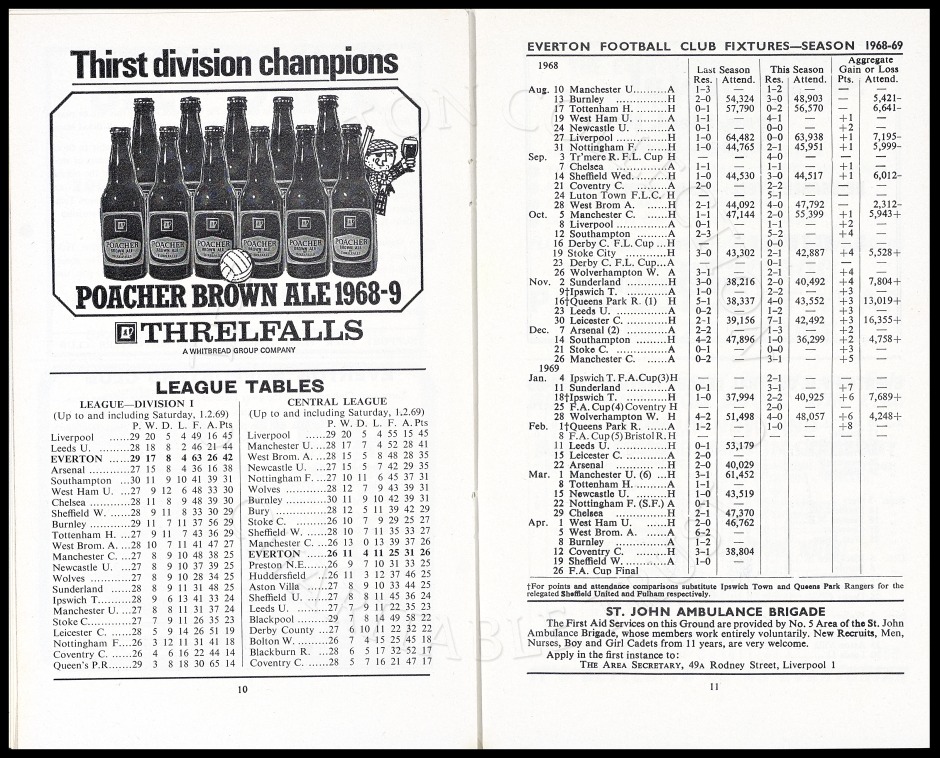 Thirst division champions
POACHER BROWN ALE 1968-9
THRELFALLS
A WHITBREAD GROUP COMPANY
LEAGUE TABLES
LEAGUE—DIVISION I
(Up to and including Saturday, 1.2.69)
P. W. D. L. F. A. Pts
Liverpool ......29 20 5 4 49 16 45
Leeds U. ......28 18 8 2 46 21 44
EVERTON ......29 17 8 4 63 26 42
Arsenal ......27 15 8 4 36 16 38
Southampton ...30 11 9 10 41 39 31
West Ham U. ...27 9 12 6 48 33 30
Chelsea ......28 11 8 9 48 39 30
Sheffield W. ......28 9 11 8 33 30 29
Burnley ......29 11 7 11 37 56 29
Tottenham H. ...27 9 11 7 43 36 29
West Brom. A. ...28 10 7 11 41 47 27
Manchester C. ...27 8 9 10 48 38 25
Newcastle U. ...27 8 9 10 37 39 25
Wolves ......28 8 9 10 28 34 25
Sunderland ......28 8 9 11 31 48 25
Ipswich T.......28 9 6 13 41 33 24
Manchester U. ...27 8 8 11 31 37 24
Stoke C.......27 7 9 11 26 35 23
Leicester C. ......28 5 9 14 26 51 19
Nottingham F....26 3 12 11 31 41 18
Coventry C. ......26 4 6 16 22 44 14
Queen's P.R......29 3 8 18 30 65 14
CENTRAL LEAGUE
(Up to and including Saturday, 1.2.69)
P. W. D. L. F. A. Pts
Liverpool ......29 20 5 4 55 15 45
Manchester U. ...28 17 7 4 52 28 41
West Brom. A. ...28 15 5 8 48 28 35
Newcastle U. ...27 15 5 7 42 29 35
Nottingham F. ...27 10 11 6 45 37 31
Wolves ......28 12 7 9 43 39 31
Burnley ......30 11 9 10 42 39 31
Bury ......28 12 5 11 39 42 29
Stoke C. ......26 10 7 9 29 25 27
Sheffield W. ......28 10 7 11 35 33 27
Manchester C. ...26 13 0 13 39 37 26
EVERTON ......26 11 4 11 25 31 26
Preston N.E.......26 9 7 10 31 33 25
Huddersfield ...26 11 3 12 37 46 25
Aston Villa ......27 8 9 10 33 44 25
Sheffield U. ......27 8 8 11 45 36 24
Leeds U. ......27 7 9 11 22 35 23
Blackpool ......29 7 8 14 49 58 22
Derby County ...27 6 10 11 22 32 22
Bolton W. ......26 7 4 15 25 45 18
Blackburn R. ...28 6 5 17 32 52 17
Coventry C. ......28 5 7 16 21 47 17
10
EVERTON FOOTBALL CLUB FIXTURES—SEASON 1968-69
1968 Last Season This Season Aggregate Gain or Loss
Res. Attend. Res. Attend. Pts. Attend.
Aug. 10 Manchester U..........A 1–3 — 1–2 — — —
13 Burnley ............H 2–0 54,324 3–0 48,903 — 5,421–
17 Tottenham H. ......H 0–1 57,790 0–2 56,570 — 6,641–
19 West Ham U. ......A 1–1 — 4–1 — +1 —
24 Newcastle U. ......A 0–1 — 0–0 — +2 —
27 Liverpool ............H 1–0 64,482 0–0 63,938 +1 7,195–
31 Nottingham F. ......H 1–0 44,765 2–1 45,951 +1 5,999–
Sep. 3 Tr'mere R. F.L. Cup H — — 4–0 — — —
7 Chelsea ............A 1–1 — 1–1 — +1 —
14 Sheffield Wed. .........H 1–0 44,530 3–0 44,517 +1 6,012–
21 Coventry C. ......A 2–0 — 2–2 — — —
24 Luton Town F.L.C. H — — 5–1 — — —
28 West Brom A. ......H 2–1 44,092 4–0 47,792 — 2,312–
Oct. 5 Manchester C. ......H 1–1 47,144 2–0 55,399 +1 5,943+
8 Liverpool ............A 0–1 — 1–1 — +2 —
12 Southampton ......A 2–3 — 5–2 — +4 —
16 Derby C. F.L. Cup ...H — — 0–0 — — —
19 Stoke City ............H 3–0 43,302 2–1 42,887 +4 5,528+
23 Derby C. F.L. Cup...A — — 0–1 — — —
26 Wolverhampton W. A 3–1 — 2–1 — +4 —
Nov. 2 Sunderland ............H 3–0 38,216 2–0 40,492 +4 7,804+
9†Ipswich T. ............A 1–0 — 2–2 — +3 —
16†Queens Park R. (1) H 5–1 38,337 4–0 43,552 +3 13,019+
23 Leeds U. ............A 0–2 — 1–2 — +3 —
30 Leicester C. .........H 2–1 39,156 7–1 42,492 +3 16,355+
Dec. 7 Arsenal (2) .........A 2–2 — 1–3 — +2 —
14 Southampton .........H 4–2 47,896 1–0 36,299 +2 4,758+
21 Stoke C. ............A 0–1 — 0–0 — +3 —
26 Manchester C. ......A 0–2 — 3–1 — +5 —
1969
Jan. 4 Ipswich T. F.A.Cup(3)H — — 2–1 — — —
11 Sunderland ............A 0–1 — 3–1 — +7 —
18†Ipswich T. ............H 1–0 37,994 2–2 40,925 +6 7,689+
25 F.A. Cup(4)Coventry H — — 2–0 — — —
28 Wolverhampton W. H 4–2 51,498 4–0 48,057 +6 4,248+
Feb. 1†Queens Park R. ......A 1–2 — 1–0 — +8 —
8 F.A.Cup(5)Bristol R.H — — — — — —
11 Leeds U. ............H 0–1 53,179
15 Leicester C. .........A 2–0 —
22 Arsenal ............H 2–0 40,029
Mar. 1 Manchester U. (6) ...H 3–1 61,452
8 Tottenham H. ......A 1–1 —
15 Newcastle U. ......H 1–0 43,519
22 Nottingham F. (S.F.) A 0–1 —
29 Chelsea ............H 2–1 47,370
Apr. 1 West Ham U. ......H 2–0 46,762
5 West Brom. A. ......A 6–2 —
8 Burnley ............A 1–2 —
12 Coventry C. .........H 3–1 38,804
19 Sheffield W. .........A 1–0 —
26 F.A. Cup Final
†For points and attendance comparisons substitute Ipswich Town and Queens Park Rangers for the
relegated Sheffield United and Fulham respectively.
ST. JOHN AMBULANCE BRIGADE
The First Aid Services on this Ground are provided by No. 5 Area of the St. John
Ambulance Brigade, whose members work entirely voluntarily. New Recruits, Men,
Nurses, Boy and Girl Cadets from 11 years, are very welcome.
Apply in the first instance to:
THE AREA SECRETARY, 49a Rodney Street, Liverpool 1
11